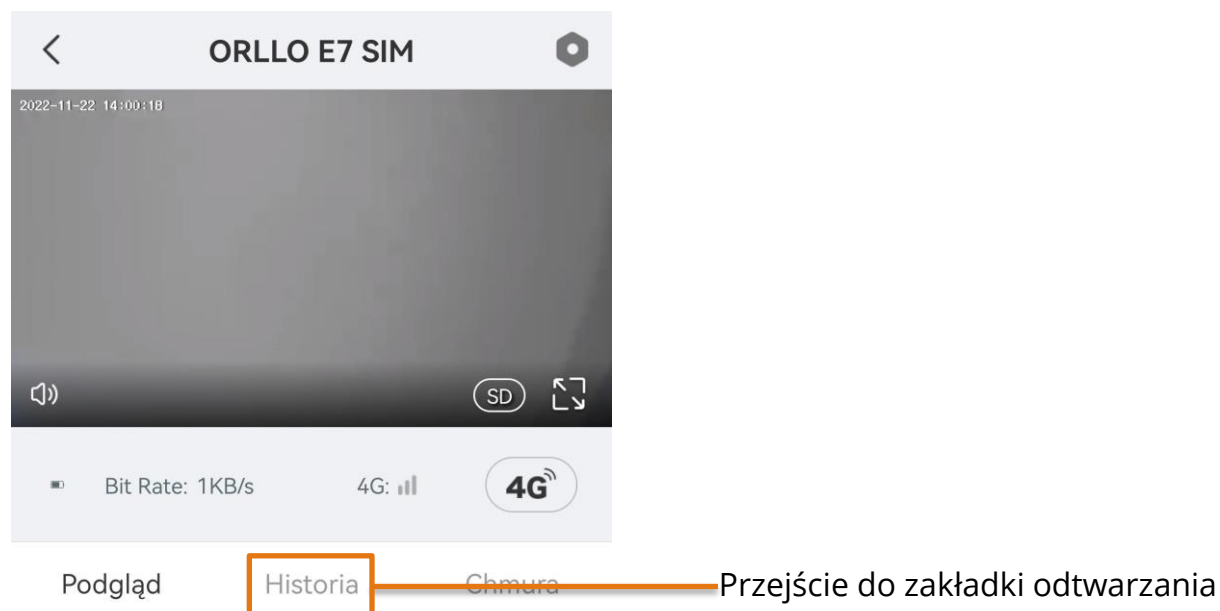 ORLLO E7 SIM
2022-11-22 14:00:18
SD
Bit Rate: 1KB/s 4G: 4G
Podgląd Historia Chmura Przejście do zakładki odtwarzania